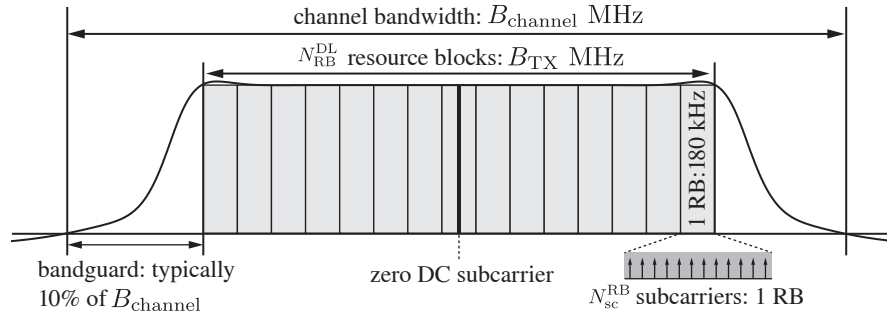 channel bandwidth: B_channel MHz
N_RB^DL resource blocks: B_TX MHz
1 RB:180 kHz
bandguard: typically
10% of B_channel
zero DC subcarrier
N_sc^RB subcarriers: 1 RB